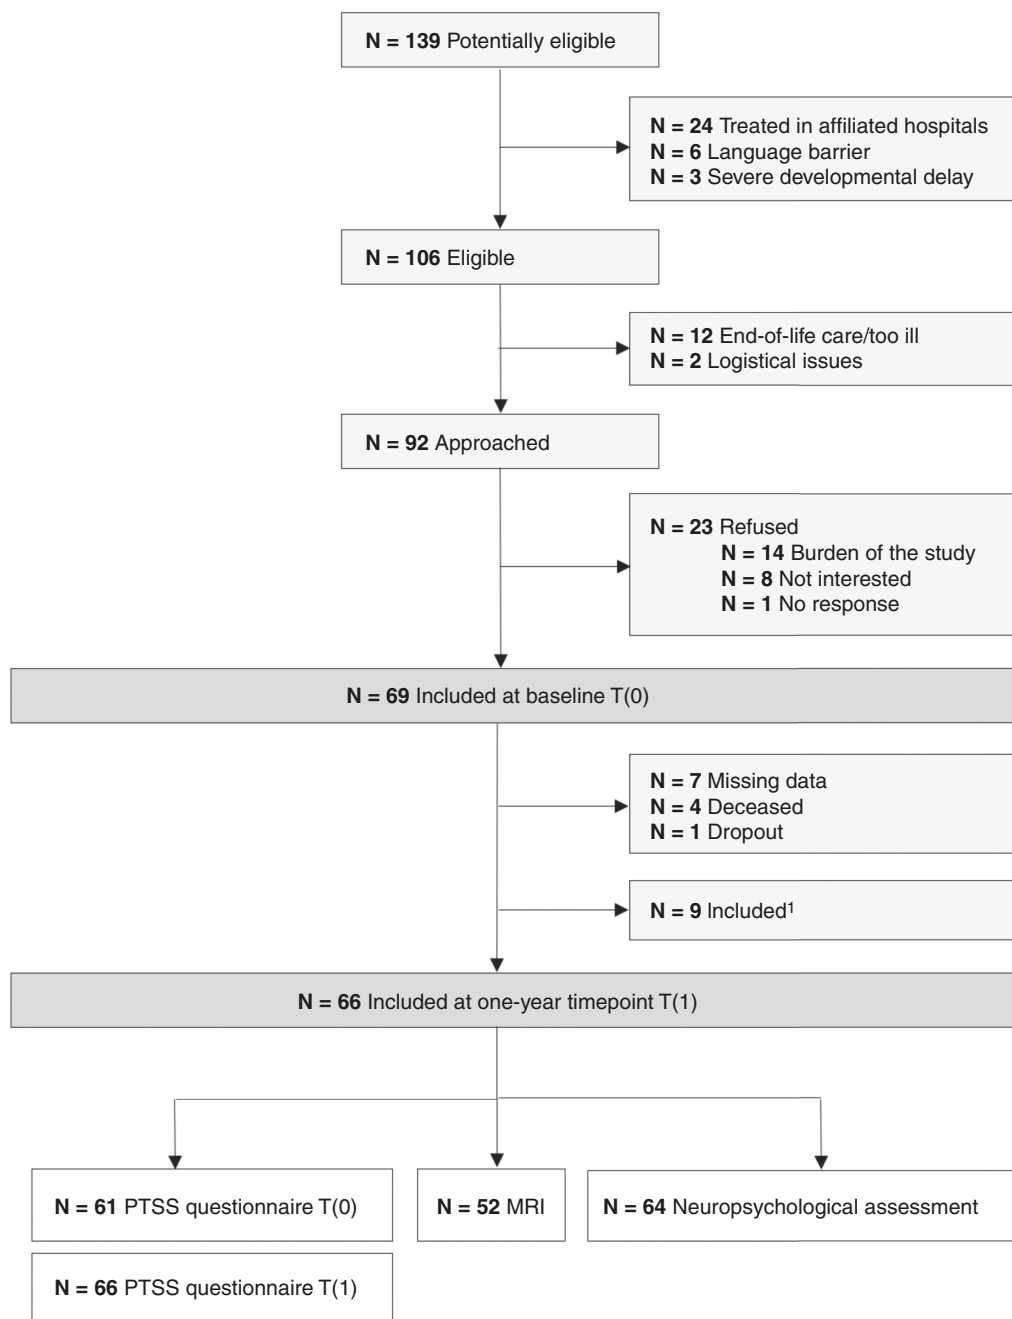 N = 139 Potentially eligible
N = 24 Treated in affiliated hospitals
N = 6 Language barrier
N = 3 Severe developmental delay
N = 106 Eligible
N = 12 End-of-life care/too ill
N = 2 Logistical issues
N = 92 Approached
N = 23 Refused
N = 14 Burden of the study
N = 8 Not interested
N = 1 No response
N = 69 Included at baseline T(0)
N = 7 Missing data
N = 4 Deceased
N = 1 Dropout
N = 9 Included¹
N = 66 Included at one-year timepoint T(1)
N = 61 PTSS questionnaire T(0)
N = 52 MRI
N = 64 Neuropsychological assessment
N = 66 PTSS questionnaire T(1)